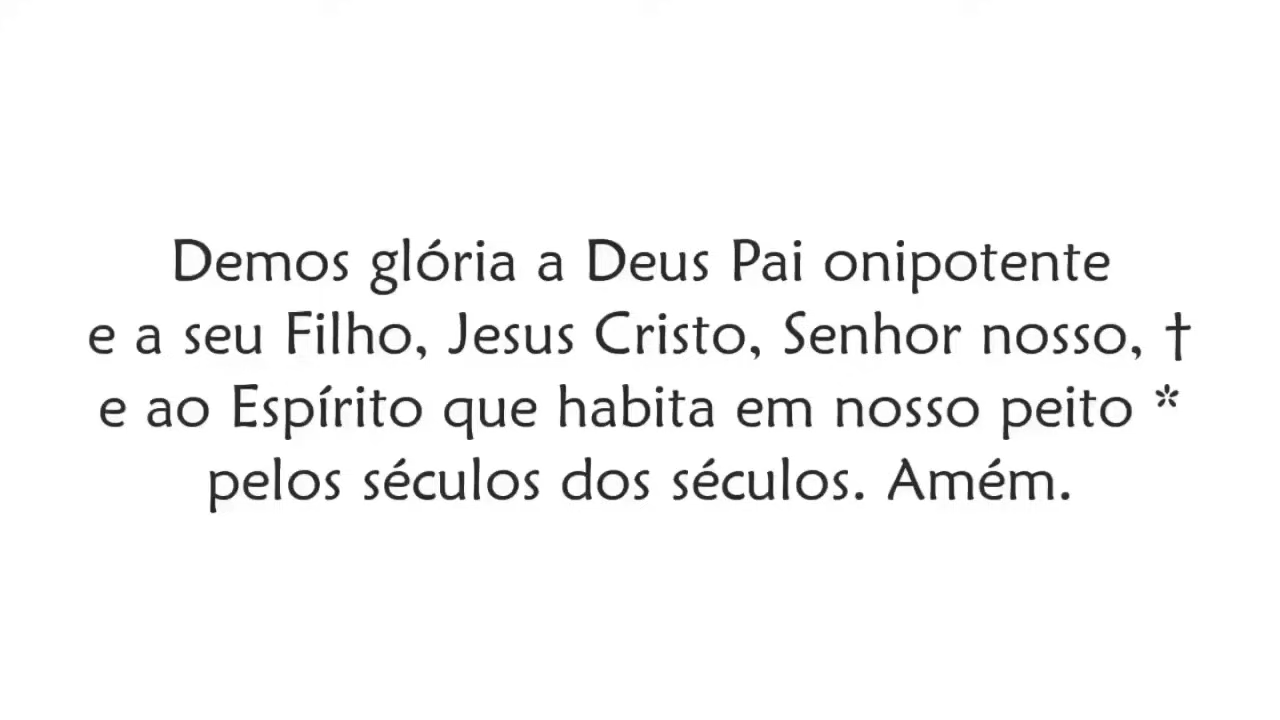 Demos glória a Deus Pai onipotente
e a seu Filho, Jesus Cristo, Senhor nosso, †
e ao Espírito que habita em nosso peito *
pelos séculos dos séculos. Amém.